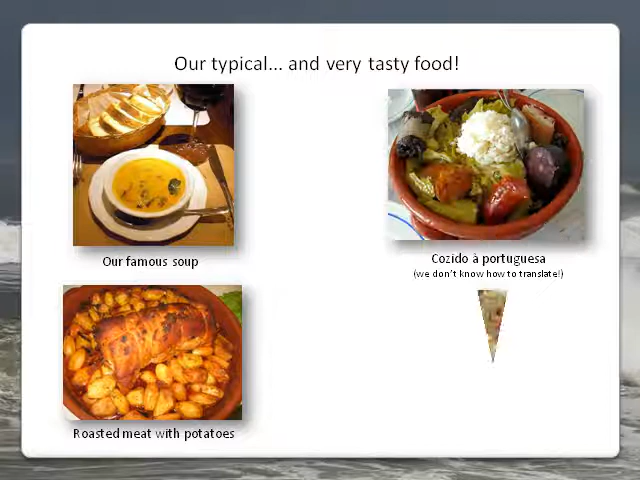 Our typical... and very tasty food!
Our famous soup
Cozido à portuguesa
(we don't know how to translate!)
Roasted meat with potatoes